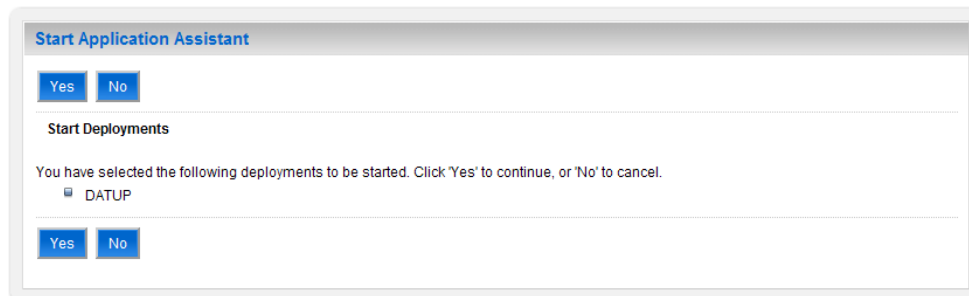 Start Application Assistant
Yes No
Start Deployments
You have selected the following deployments to be started. Click 'Yes' to continue, or 'No' to cancel.
DATUP
Yes No